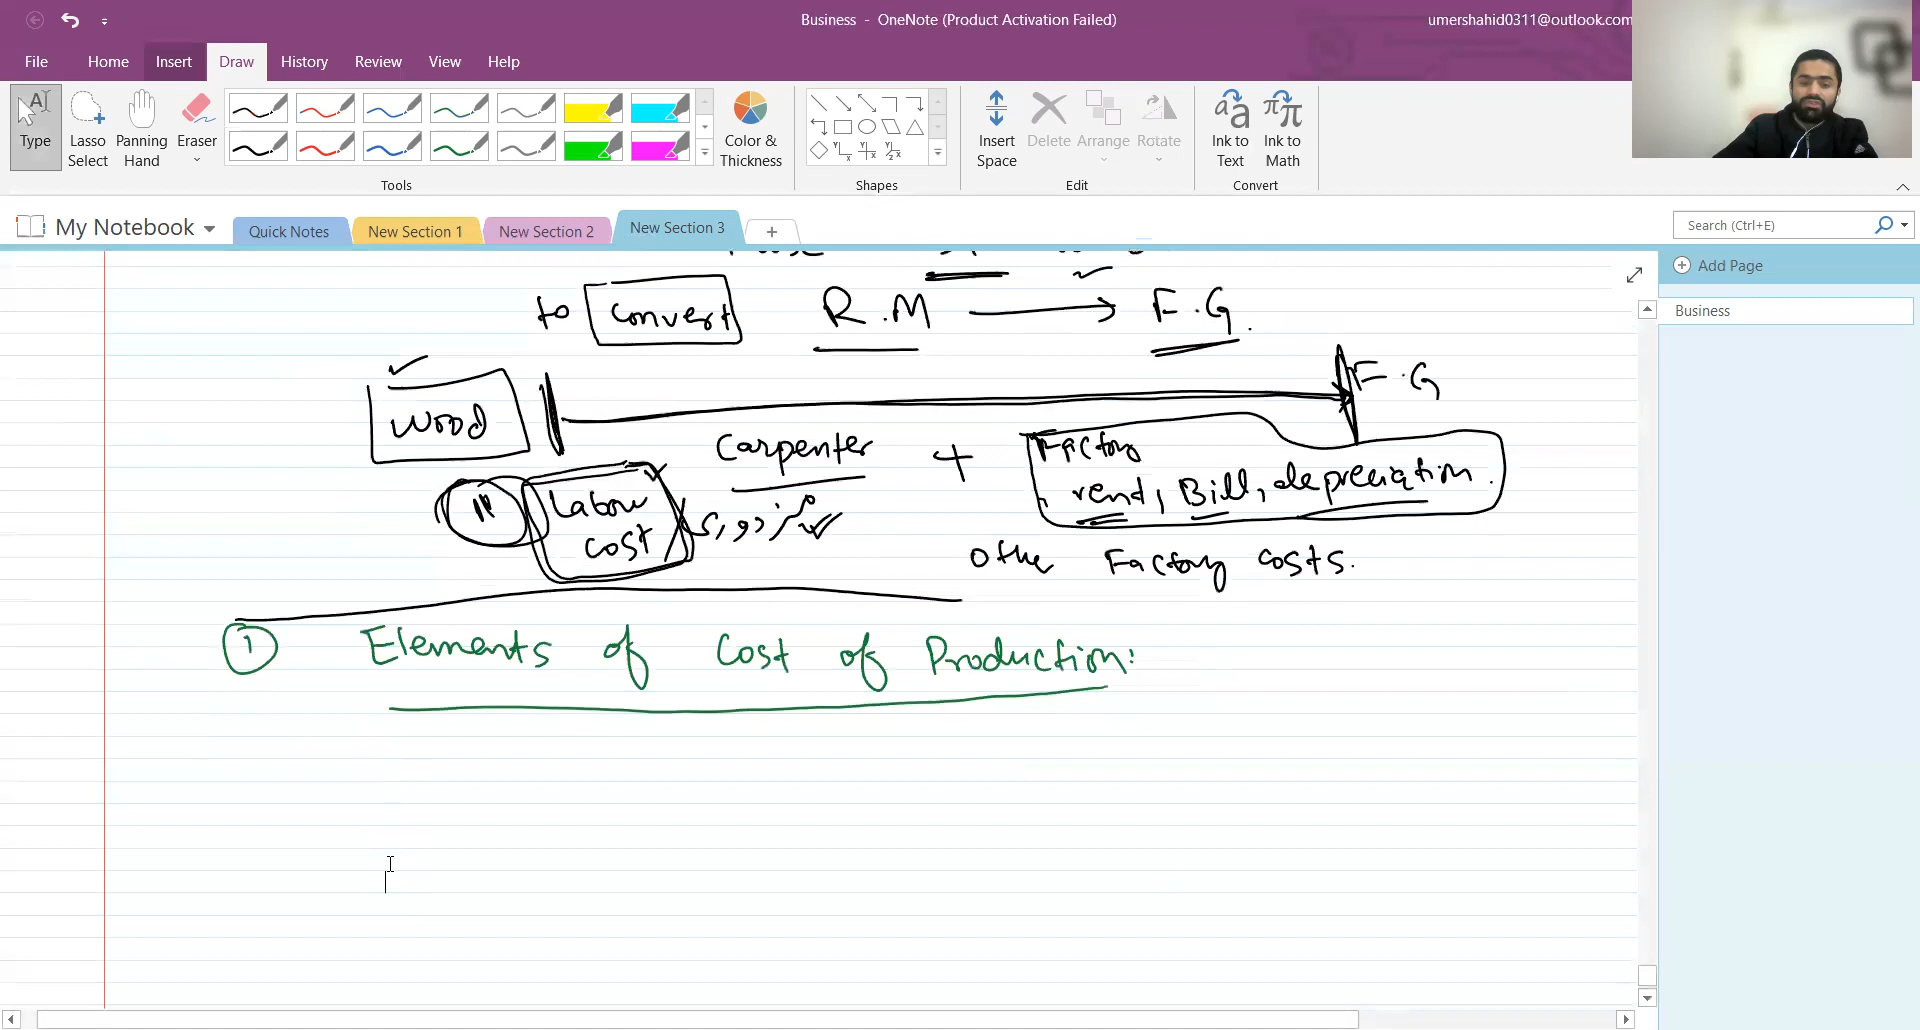 Business - OneNote (Product Activation Failed)
umershahid0311@outlook.com
File Home Insert Draw History Review View Help
Type
Lasso Select
Panning Hand
Eraser
Color & Thickness
Insert Space
Delete
Arrange
Rotate
Ink to Text
Ink to Math
Tools
Shapes
Edit
Convert
My Notebook
Quick Notes
New Section 1
New Section 2
New Section 3
Search (Ctrl+E)
Add Page
Business
to convert R.M F.G.
Wood F.G
Carpenter + Factory
rent, Bill, depreciation.
Labour
cost
Other Factory costs.
1 Elements of Cost of Production: